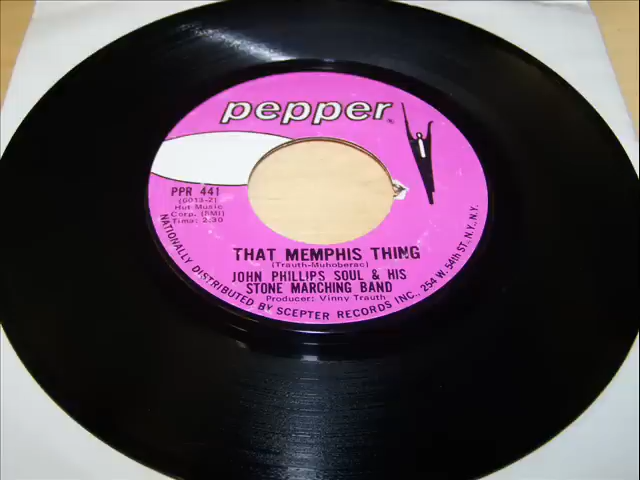 pepper
PPR 441
(6013-2)
Hut Music
Corp. (BMI)
Time: 2:30
THAT MEMPHIS THING
(Trauth-Muhoberac)
JOHN PHILLIPS SOUL & HIS
STONE MARCHING BAND
Producer: Vinny Trauth
NATIONALLY DISTRIBUTED BY SCEPTER RECORDS INC., 254 W. 54th ST., N.Y., N.Y.